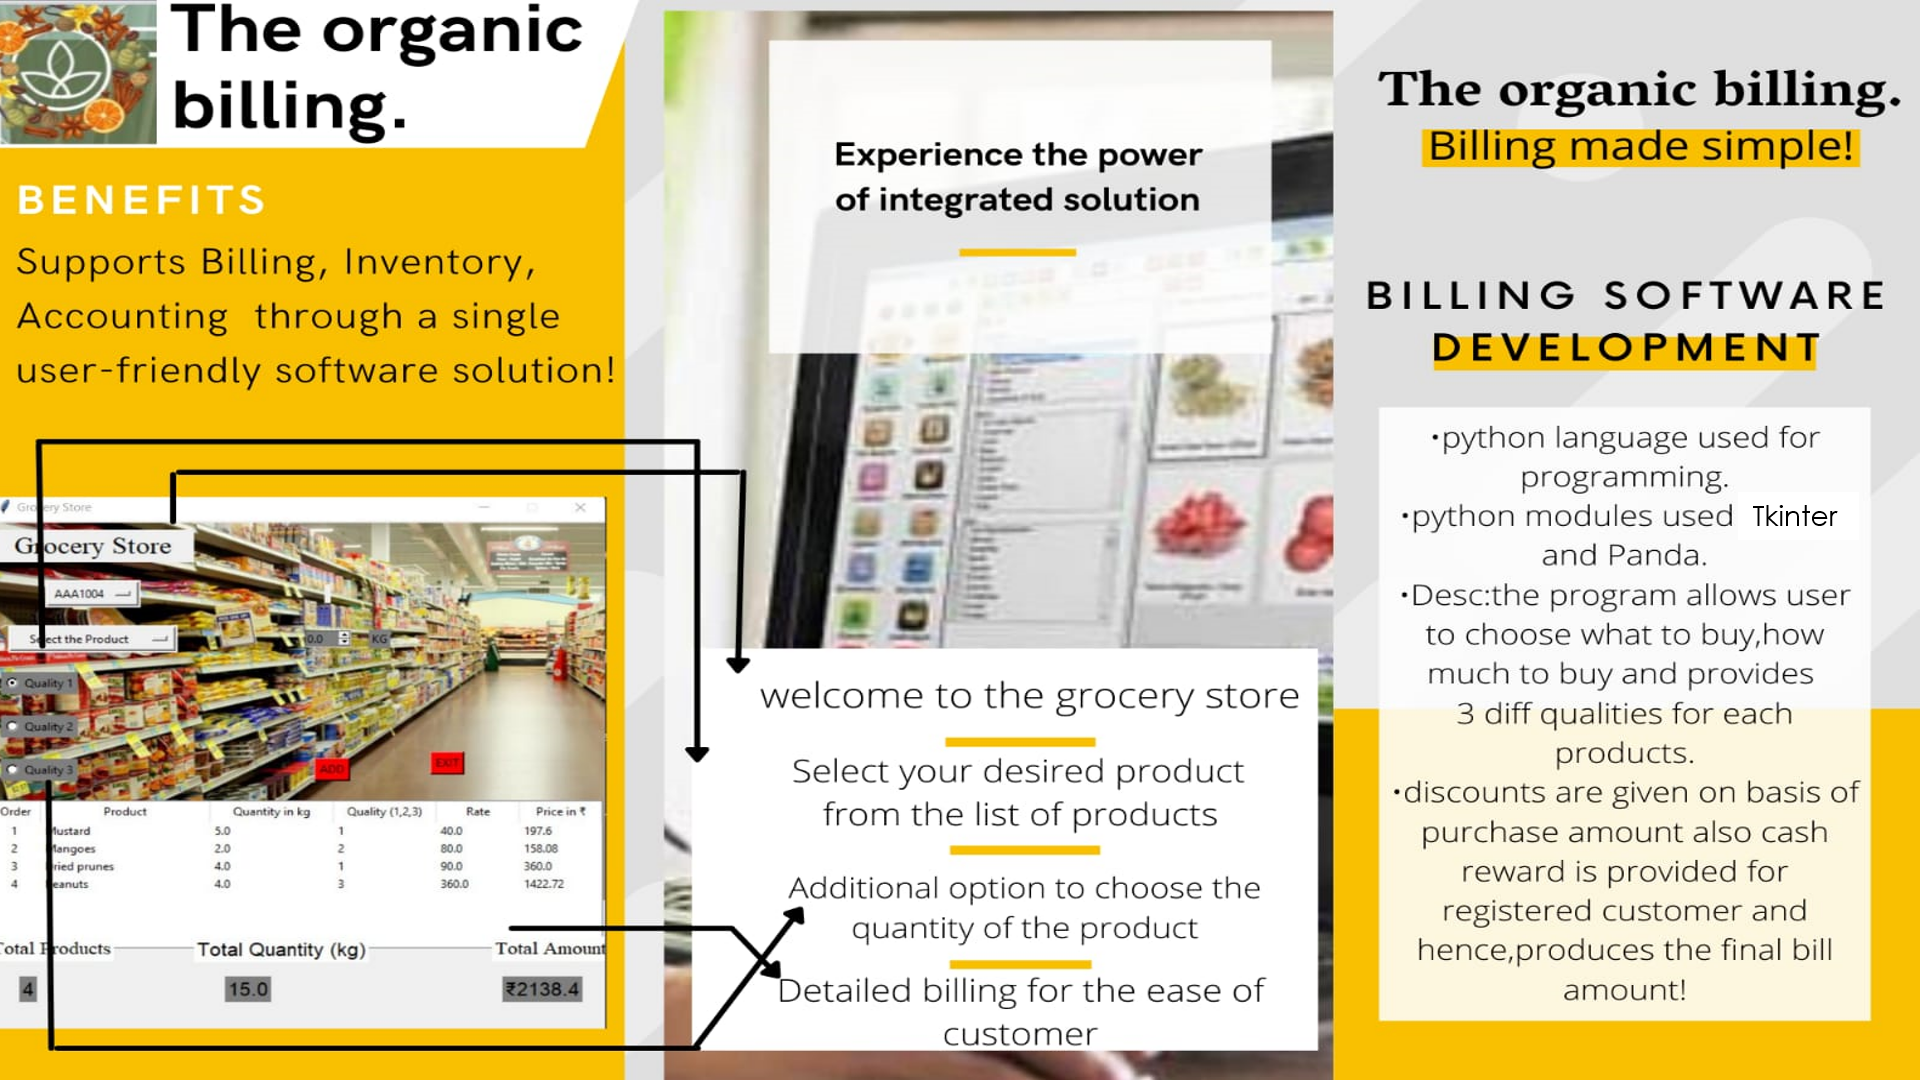 The organic
billing.
BENEFITS
Supports Billing, Inventory,
Accounting through a single
user-friendly software solution!
Grocery Store
Grocery Store
AAA1004
Select the Product
0.0 KG
Quality 1
Quality 2
Quality 3
ADD EXIT
Order Product Quantity in kg Quality (1,2,3) Rate Price in ₹
1 Mustard 5.0 1 40.0 197.6
2 Mangoes 2.0 2 80.0 158.08
3 Dried prunes 4.0 1 90.0 360.0
4 Peanuts 4.0 3 360.0 1422.72
Total Products Total Quantity (kg) Total Amount
4 15.0 ₹2138.4
Experience the power
of integrated solution
welcome to the grocery store
Select your desired product
from the list of products
Additional option to choose the
quantity of the product
Detailed billing for the ease of
customer
The organic billing.
Billing made simple!
BILLING SOFTWARE
DEVELOPMENT
•python language used for
programming.
•python modules used Tkinter
and Panda.
•Desc:the program allows user
to choose what to buy,how
much to buy and provides
3 diff qualities for each
products.
•discounts are given on basis of
purchase amount also cash
reward is provided for
registered customer and
hence,produces the final bill
amount!